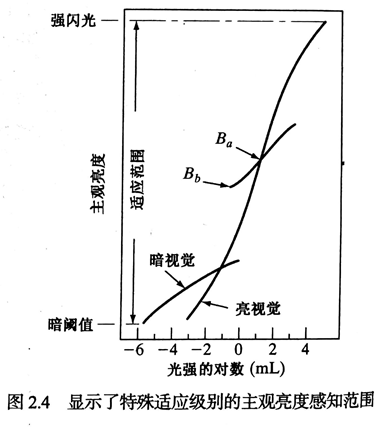 强闪光
主观亮度
适应范围
Ba
Bb
暗视觉
亮视觉
暗阈值
−6 −4 −2 0 2 4
光强的对数 (mL)
图 2.4 显示了特殊适应级别的主观亮度感知范围